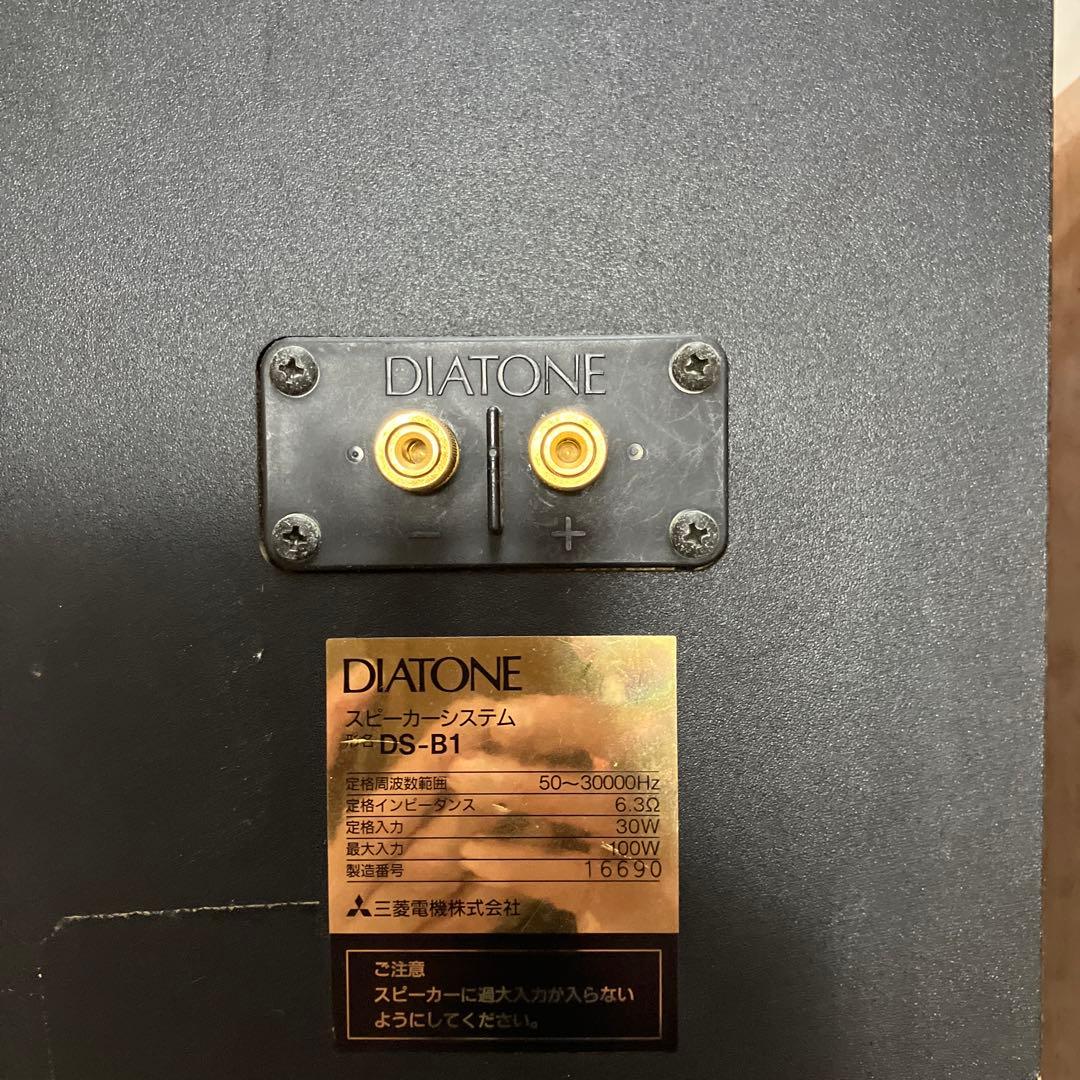 DIATONE
− +
DIATONE
スピーカーシステム
形名 DS-B1
定格周波数範囲 50～30000Hz
定格インピーダンス 6.3Ω
定格入力 30W
最大入力 100W
製造番号 16690
三菱電機株式会社
ご注意
スピーカーに過大入力が入らない
ようにしてください。